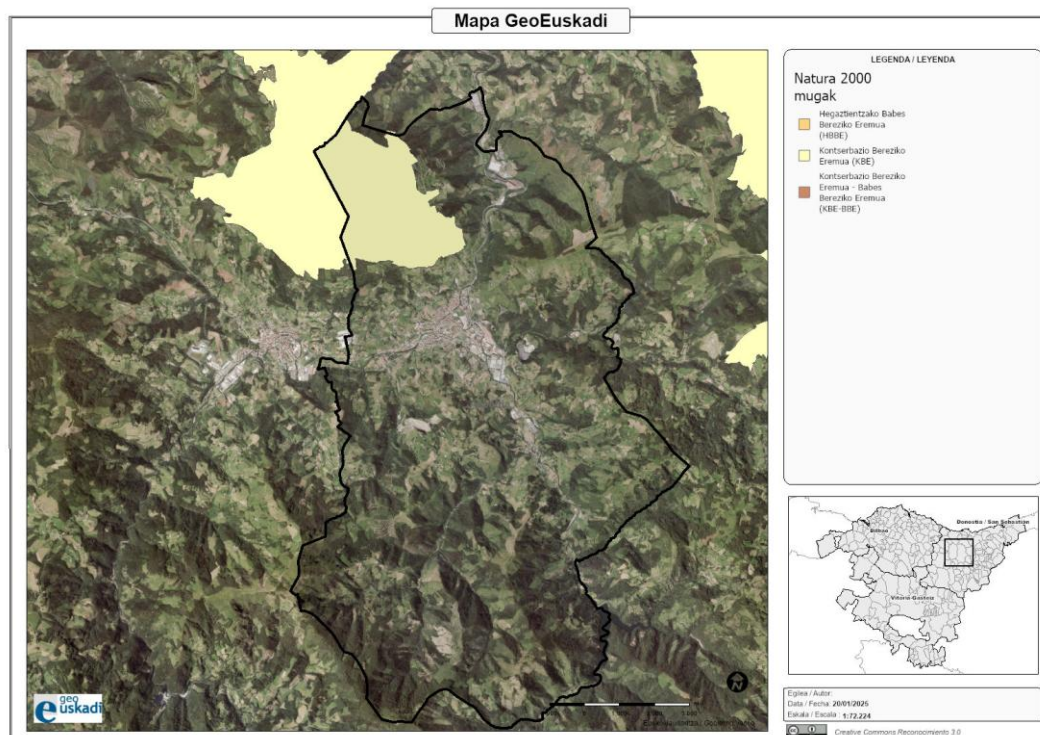 Mapa GeoEuskadi
LEGENDA / LEYENDA
Natura 2000
mugak
Hegaztientzako Babes
Bereziko Eremua
(HBBE)
Kontserbazio Bereziko
Eremua (KBE)
Kontserbazio Bereziko
Eremua - Babes
Bereziko Eremua
(KBE-BBE)
Bilbao
Donostia / San Sebastián
Vitoria-Gasteiz
N
geo
euskadi
Egilea / Autor:
Data / Fecha: 20/01/2025
Eskala / Escala : 1:72.224
cc
Creative Commons Reconocimiento 3.0